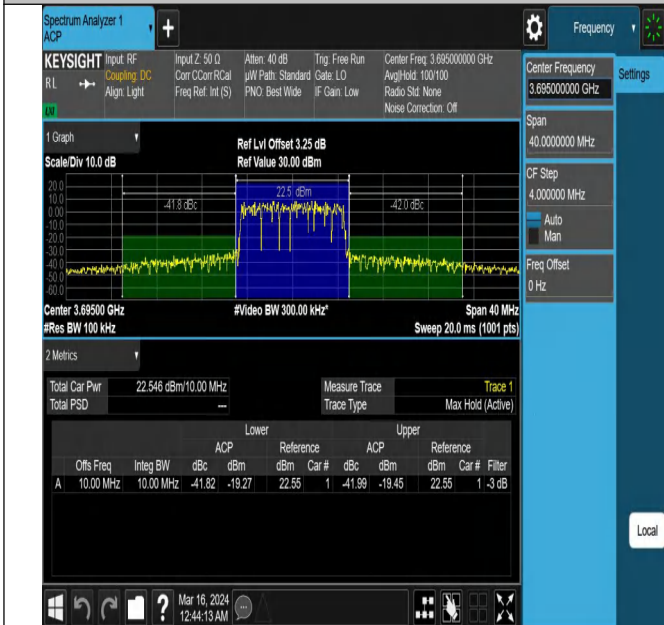 Spectrum Analyzer 1
ACP
Frequency
KEYSIGHT
RL
LXI
Input: RF
Coupling: DC
Align: Light
Input Z: 50 Ω
Corr CCorr RCal
Freq Ref: Int (S)
Atten: 40 dB
µW Path: Standard
PNO: Best Wide
Trig: Free Run
Gate: LO
IF Gain: Low
Center Freq: 3.695000000 GHz
Avg|Hold: 100/100
Radio Std: None
Noise Correction: Off
Center Frequency
3.695000000 GHz
Settings
Span
40.0000000 MHz
CF Step
4.000000 MHz
Auto
Man
Freq Offset
0 Hz
1 Graph
Scale/Div 10.0 dB
Ref Lvl Offset 3.25 dB
Ref Value 30.00 dBm
20.0
10.0
0.00
-10.0
-20.0
-30.0
-40.0
-50.0
-60.0
-41.8 dBc
22.5 dBm
-42.0 dBc
Center 3.69500 GHz
#Video BW 300.00 kHz*
Span 40 MHz
#Res BW 100 kHz
Sweep 20.0 ms (1001 pts)
2 Metrics
Total Car Pwr 22.546 dBm/10.00 MHz
Total PSD ---
Measure Trace Trace 1
Trace Type Max Hold (Active)
Lower Upper
ACP Reference ACP Reference
Offs Freq Integ BW dBc dBm dBm Car # dBc dBm dBm Car # Filter
A 10.00 MHz 10.00 MHz -41.82 -19.27 22.55 1 -41.99 -19.45 22.55 1 -3 dB
Local
Mar 16, 2024
12:44:13 AM